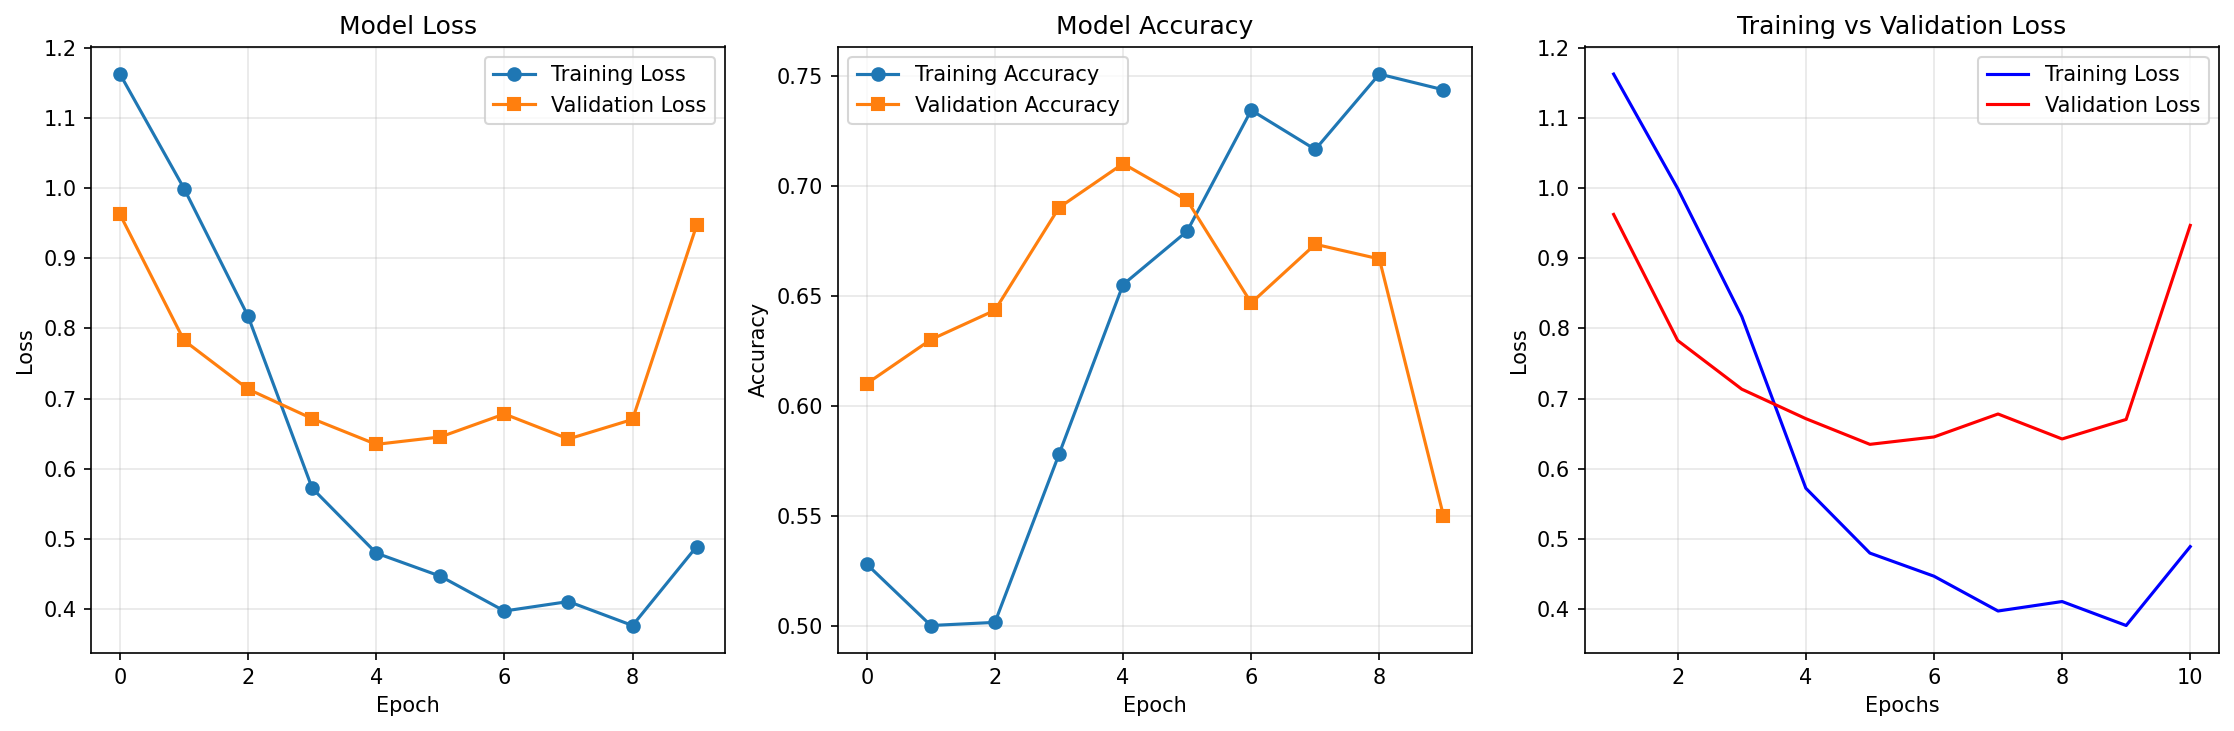 Model Loss
Training Loss
Validation Loss
1.2
1.1
1.0
0.9
0.8
0.7
0.6
0.5
0.4
Loss
0 2 4 6 8
Epoch
Model Accuracy
Training Accuracy
Validation Accuracy
0.75
0.70
0.65
0.60
0.55
0.50
Accuracy
0 2 4 6 8
Epoch
Training vs Validation Loss
Training Loss
Validation Loss
1.2
1.1
1.0
0.9
0.8
0.7
0.6
0.5
0.4
Loss
2 4 6 8 10
Epochs